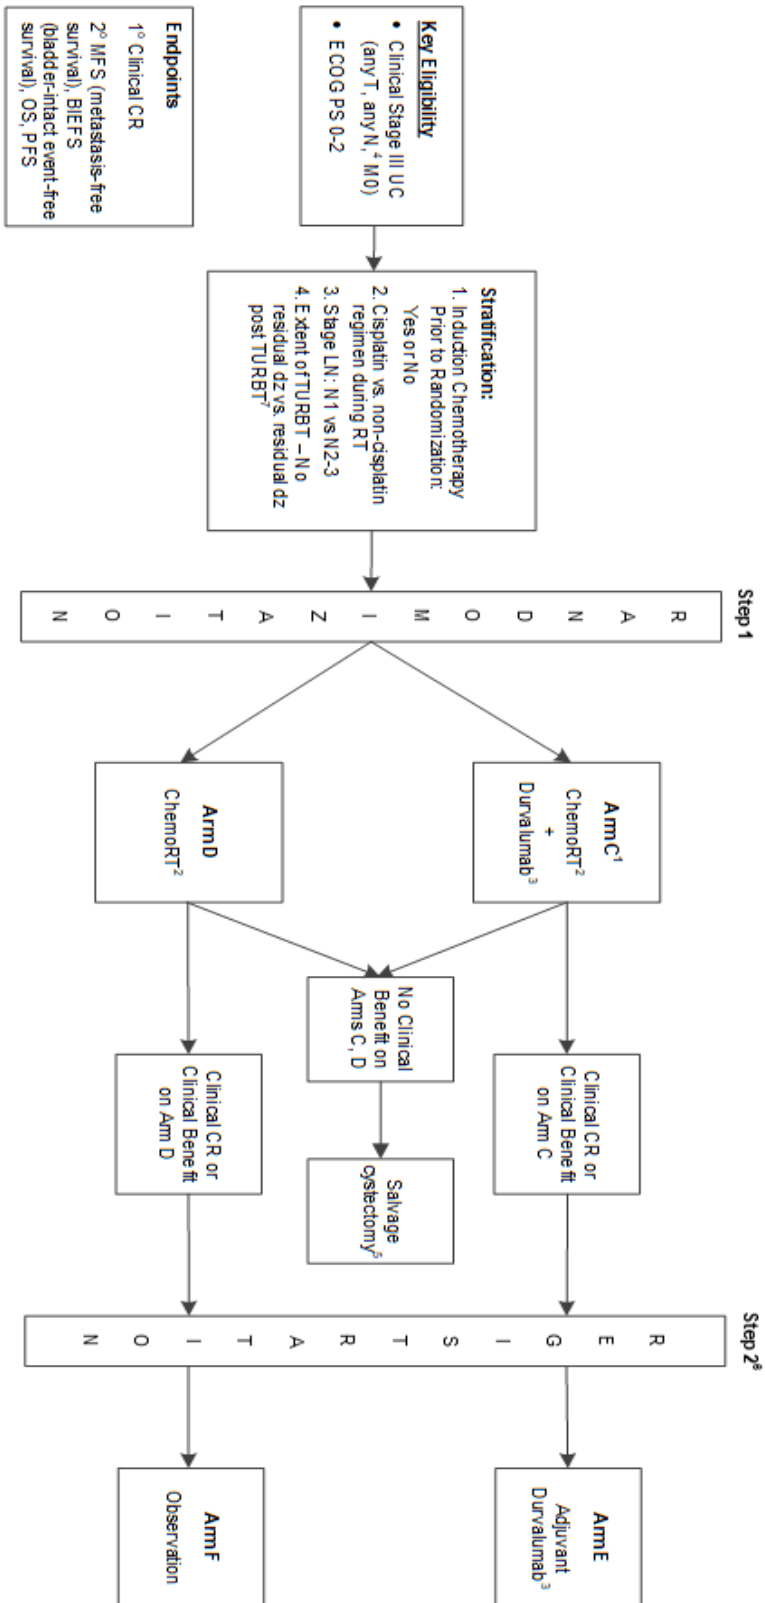 Key Eligibility
• Clinical Stage III UC
(any T, any N,⁴ M0)
• ECOG PS 0-2
Endpoints
1° Clinical CR
2° MFS (metastasis-free
survival), BIEFS
(bladder-intact event-free
survival), OS, PFS
Stratification:
1. Induction Chemotherapy
Prior to Randomization:
Yes or No
2. Cisplatin vs. non-cisplatin
regimen during RT
3. Stage LN: N1 vs N2-3
4. Extent of TURBT – No
residual dz vs. residual dz
post TURBT⁷
Step 1
R A N D O M I Z A T I O N
Arm C¹
ChemoRT²
+
Durvalumab³
Arm D
ChemoRT²
No Clinical
Benefit on
Arms C, D
Salvage
cystectomy⁵
Clinical CR or
Clinical Benefit
on Arm C
Clinical CR or
Clinical Benefit
on Arm D
Step 2⁶
R E G I S T R A T I O N
Arm E
Adjuvant
Durvalumab³
Arm F
Observation